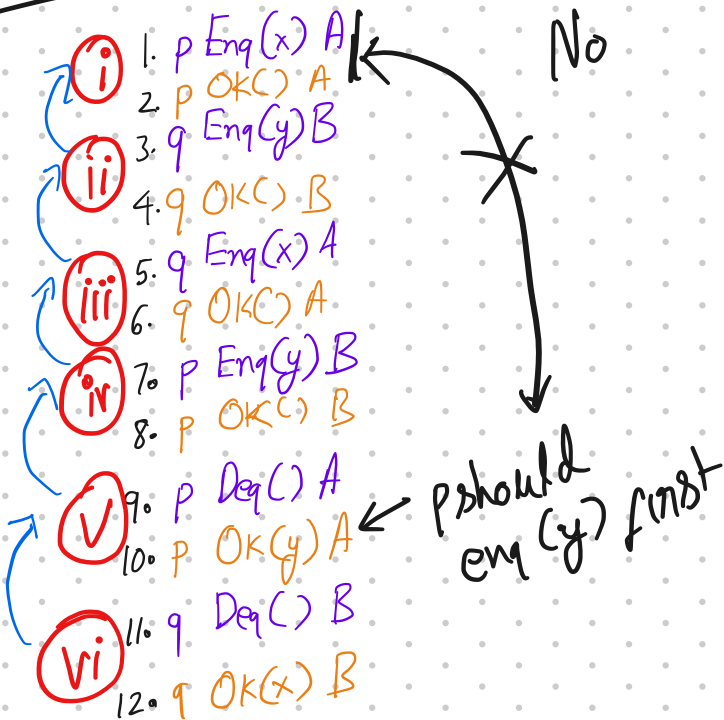 i
1. p Enq(x) A
No
2. p OK() A
ii
3. q Enq(y) B
4. q OK() B
iii
5. q Enq(x) A
6. q OK() A
iv
7. p Enq(y) B
8. p OK() B
v
9. p Deq() A
10. p OK(y) A
p should
enq(y) first
vi
11. q Deq() B
12. q OK(x) B